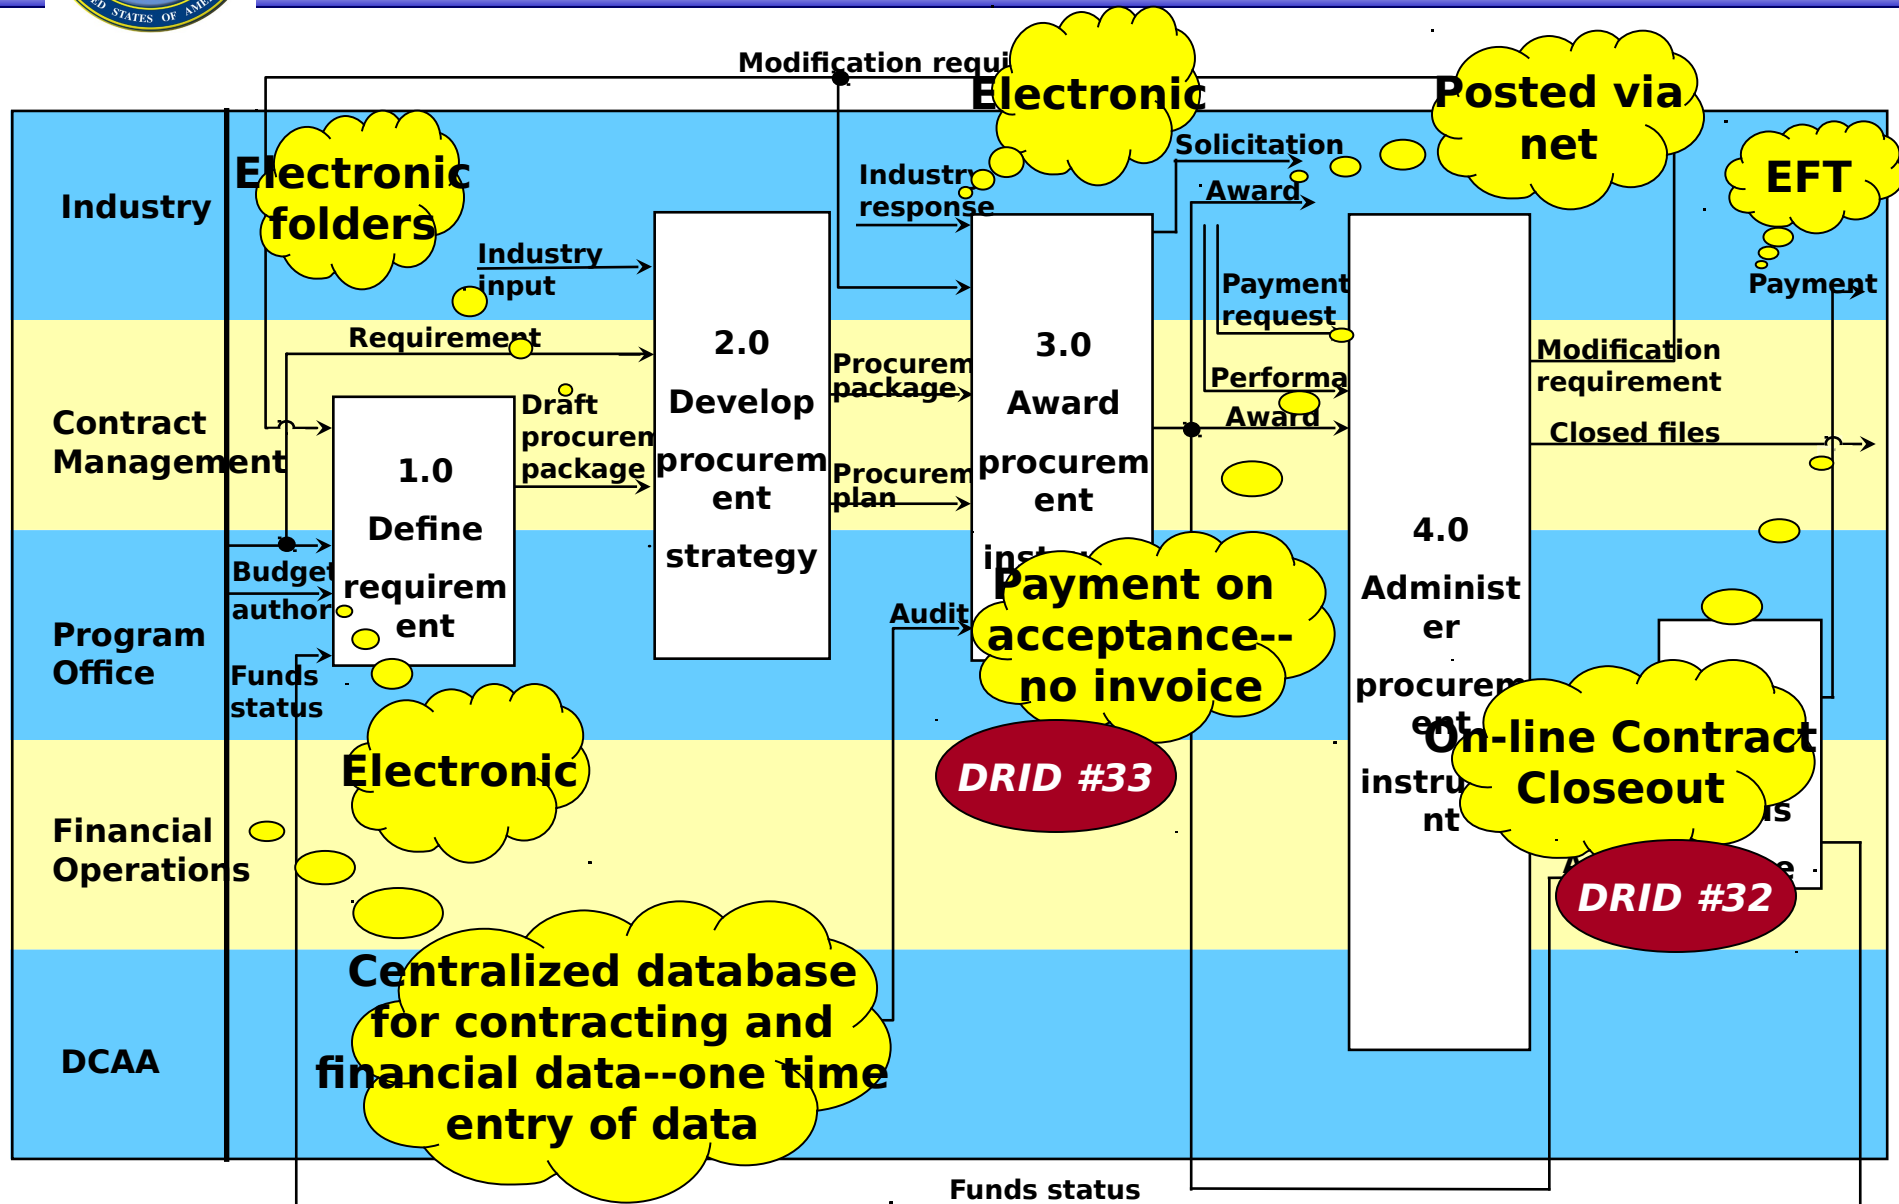 STATES OF
Modification requi
Electronic
Posted via
net
Solicitation
EFT
Electronic
folders
Industry
response
Award
Industry
Industry
input
Payment
request
Payment
Requirement
2.0
Develop
procurem
ent
strategy
Procurem
package
Procurem
plan
3.0
Award
procurem
ent
Modification
requirement
Performa
Award
Closed files
Contract
Management
Draft
procurem
package
1.0
Define
requirem
ent
4.0
Administ
er
procurem
ent
instru
nt
Budget
author
Payment on
acceptance--
no invoice
Audit
Program
Office
Funds
status
On-line Contract
Closeout
Electronic
DRID #33
Financial
Operations
DRID #32
Centralized database
for contracting and
financial data--one time
entry of data
DCAA
Funds status